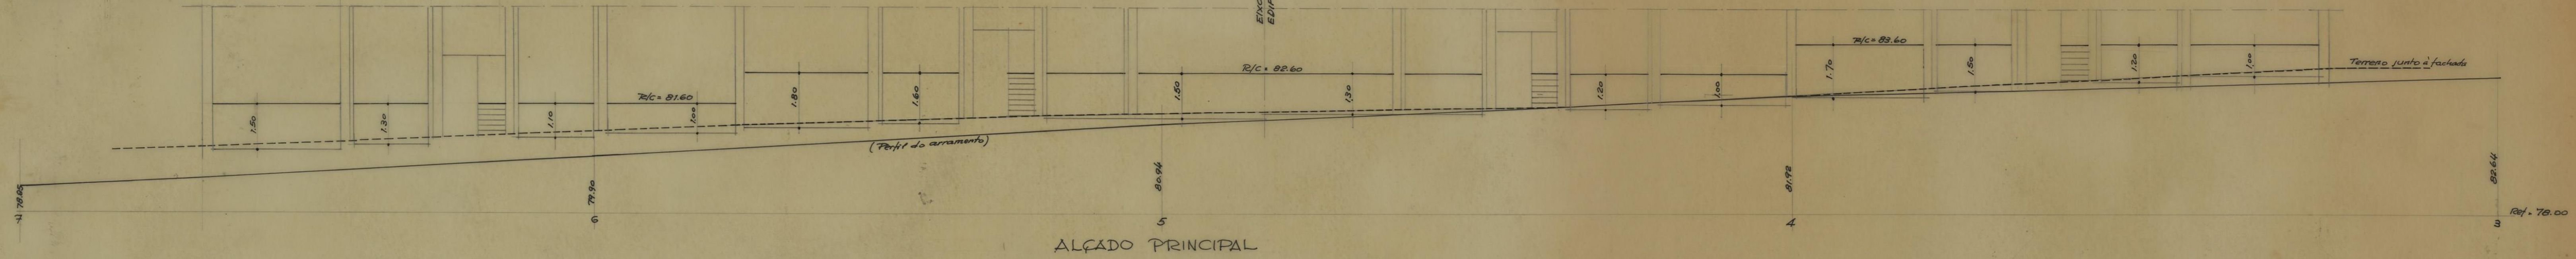 EIXO
EDIF
R/C= 81.60
R/C= 82.60
R/C= 83.60
1.50
1.30
1.10
1.00
1.80
1.60
1.50
1.30
1.20
1.00
1.70
1.50
1.20
1.00
Terreno junto à fachada
(Perfil do arruamento)
78.85
79.90
80.94
81.98
82.64
7
6
5
4
3
Ref. = 78.00
ALÇADO PRINCIPAL